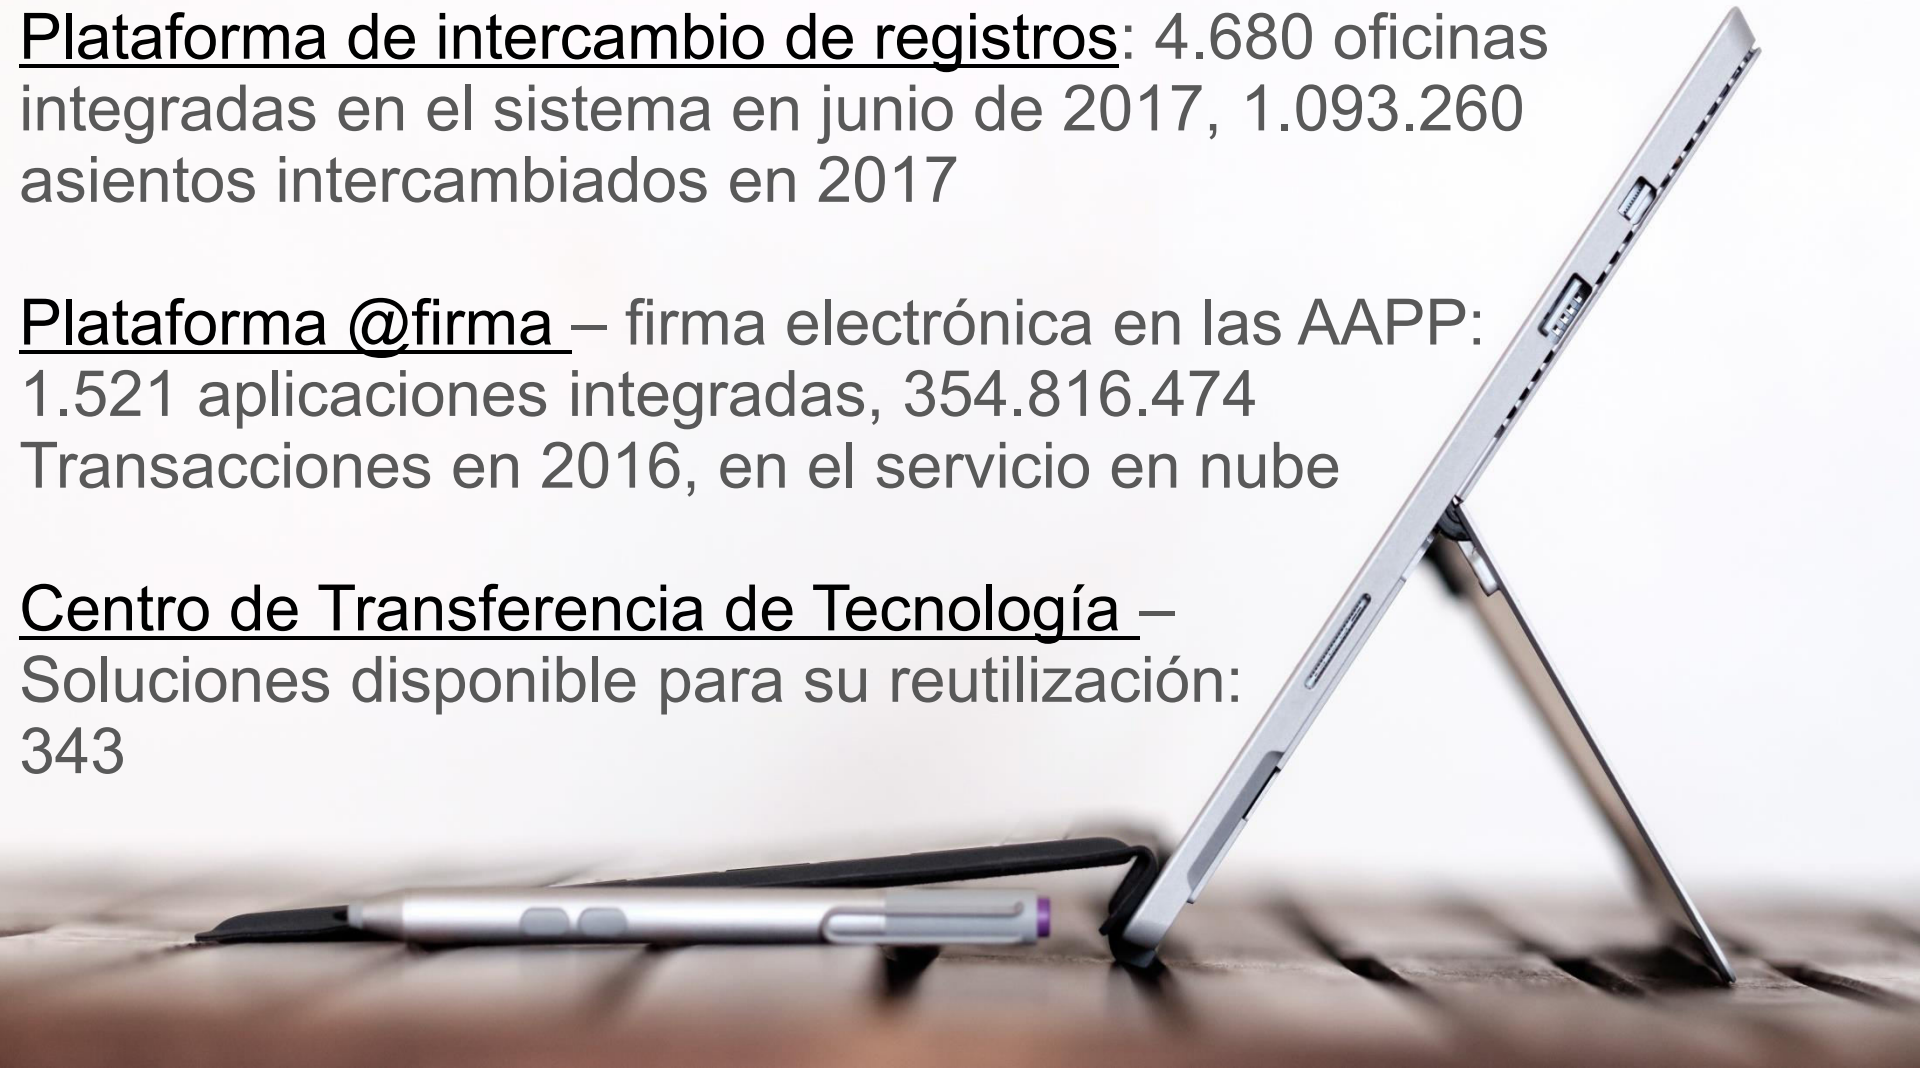 Plataforma de intercambio de registros: 4.680 oficinas
integradas en el sistema en junio de 2017, 1.093.260
asientos intercambiados en 2017
Plataforma @firma – firma electrónica en las AAPP:
1.521 aplicaciones integradas, 354.816.474
Transacciones en 2016, en el servicio en nube
Centro de Transferencia de Tecnología –
Soluciones disponible para su reutilización:
343